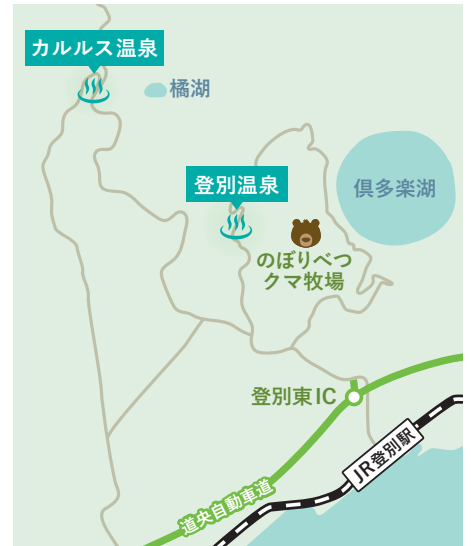 カルルス温泉
橘湖
登別温泉
倶多楽湖
のぼりべつ
クマ牧場
登別東IC
JR登別駅
道央自動車道